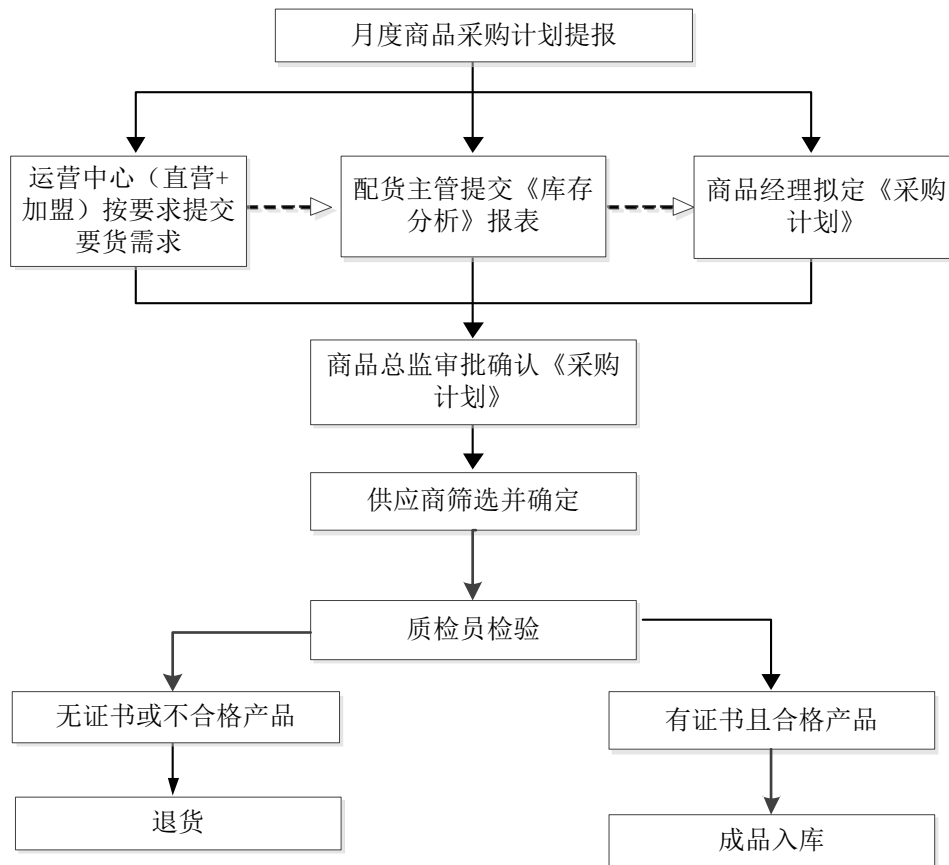 月度商品采购计划提报
运营中心（直营+
加盟）按要求提交
要货需求
配货主管提交《库存
分析》报表
商品经理拟定《采购
计划》
商品总监审批确认《采购
计划》
供应商筛选并确定
质检员检验
无证书或不合格产品
有证书且合格产品
退货
成品入库